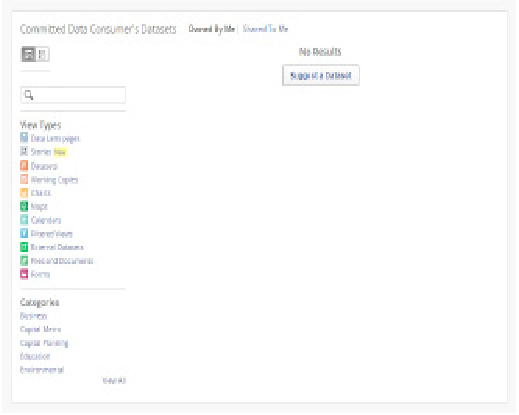 Committed Data Consumer's Datasets Owned By Me Shared To Me
No Results
Suggest a Dataset
View Types
Data Lens pages
Stories New
Datasets
Working Copies
Charts
Maps
Calendars
Filtered Views
External Datasets
Files and Documents
Forms
Categories
Business
Capital Metro
Capital Planning
Education
Environmental
View All